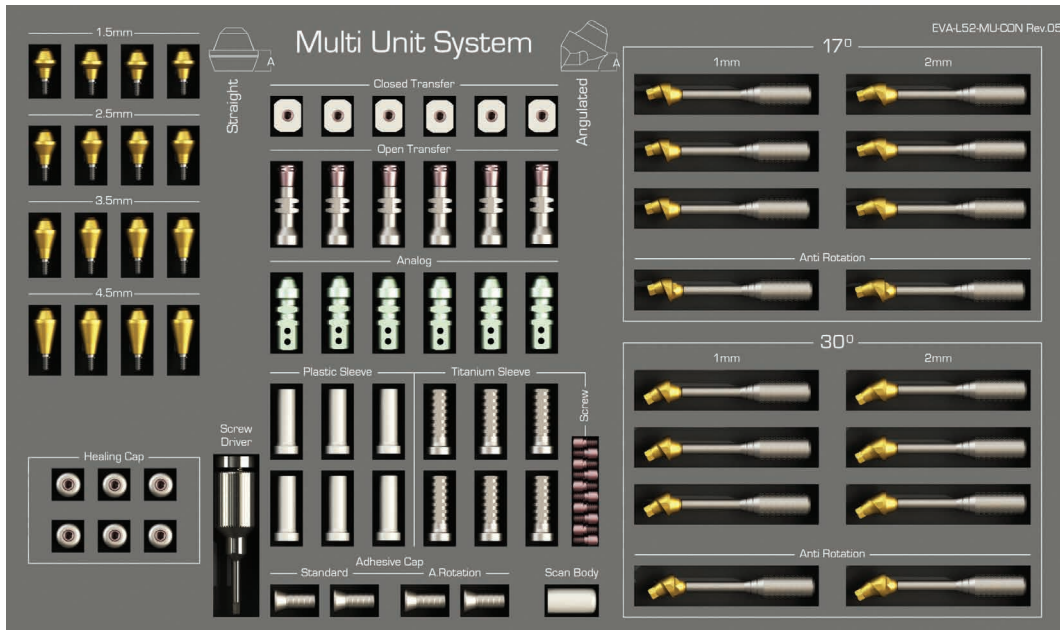 Multi Unit System
EVA-L52-MU-CON Rev.05
1.5mm
2.5mm
3.5mm
4.5mm
Straight
A
Angulated
A
Closed Transfer
Open Transfer
Analog
Plastic Sleeve
Titanium Sleeve
Screw
Screw
Driver
Healing Cap
Adhesive Cap
Standard
A.Rotation
Scan Body
17⁰
1mm
2mm
Anti Rotation
30⁰
1mm
2mm
Anti Rotation